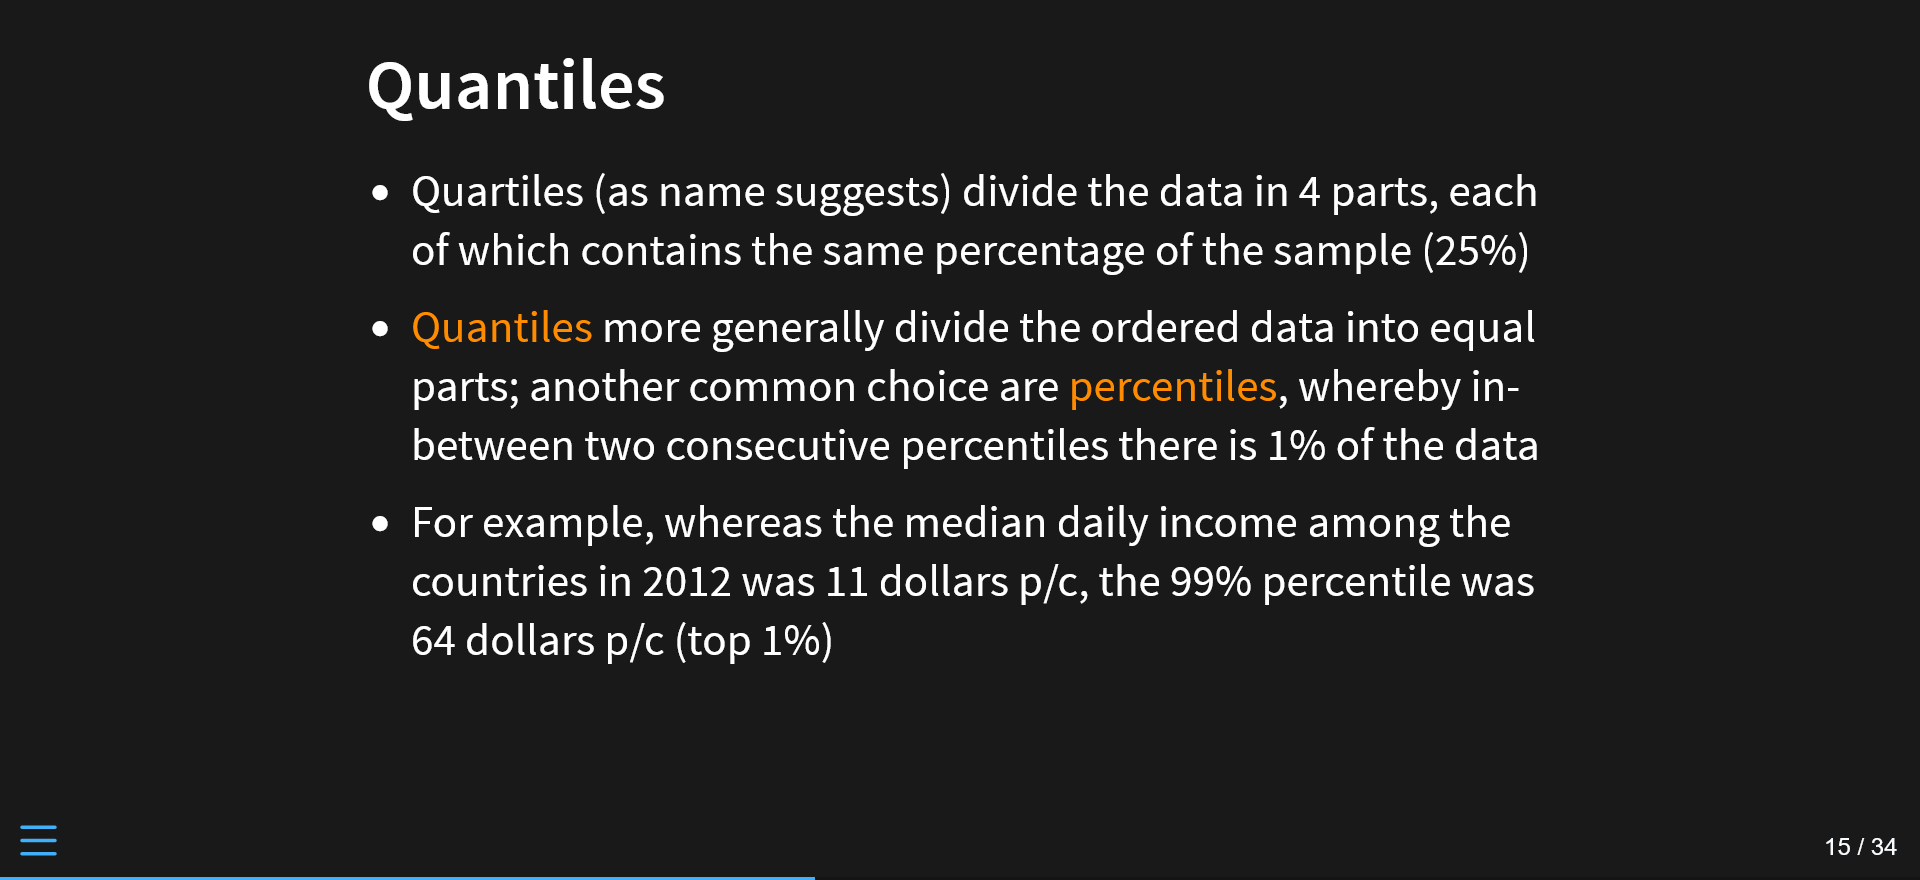 Quantiles
Quartiles (as name suggests) divide the data in 4 parts, each
of which contains the same percentage of the sample (25%)
Quantiles more generally divide the ordered data into equal
parts; another common choice are percentiles, whereby in-
between two consecutive percentiles there is 1% of the data
For example, whereas the median daily income among the
countries in 2012 was 11 dollars p/c, the 99% percentile was
64 dollars p/c (top 1%)
15 / 34